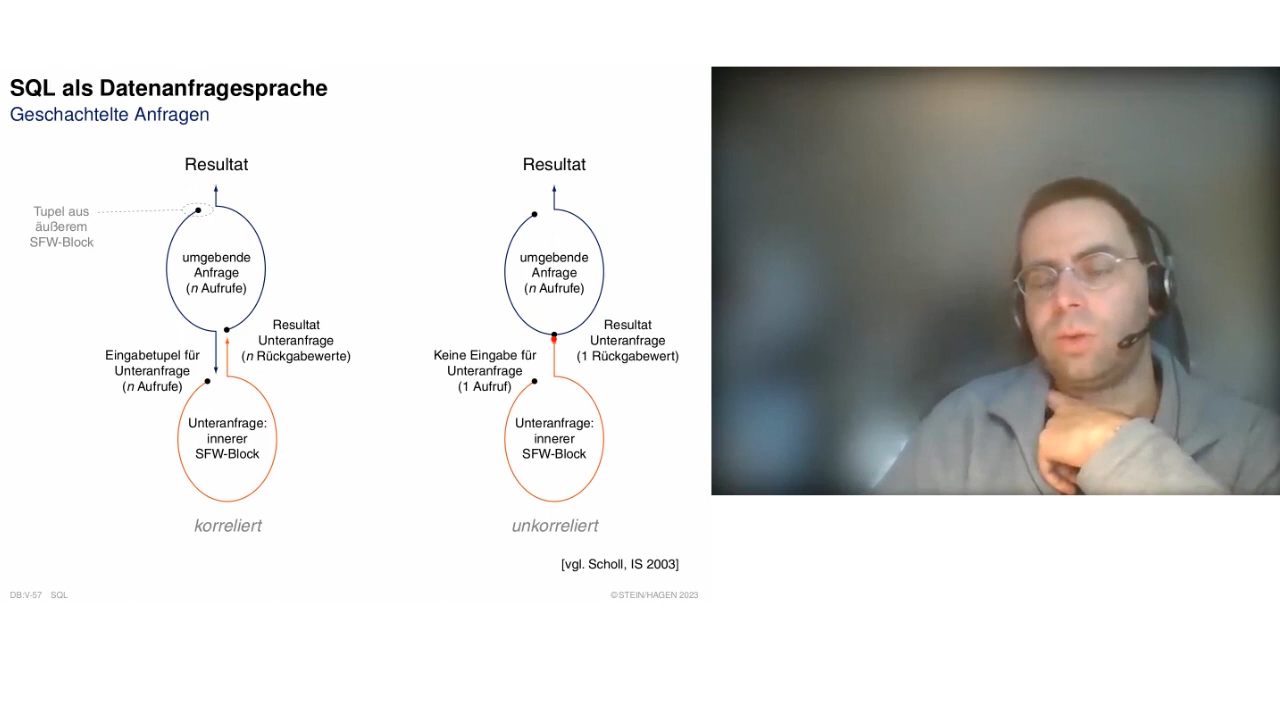 SQL als Datenanfragesprache
Geschachtelte Anfragen
Resultat
Tupel aus
äußerem
SFW-Block
umgebende
Anfrage
(n Aufrufe)
Resultat
Unteranfrage
(n Rückgabewerte)
Eingabetupel für
Unteranfrage
(n Aufrufe)
Unteranfrage:
innerer
SFW-Block
korreliert
Resultat
umgebende
Anfrage
(n Aufrufe)
Resultat
Unteranfrage
(1 Rückgabewert)
Keine Eingabe für
Unteranfrage
(1 Aufruf)
Unteranfrage:
innerer
SFW-Block
unkorreliert
[vgl. Scholl, IS 2003]
DB:V-57 SQL
© STEIN/HAGEN 2023